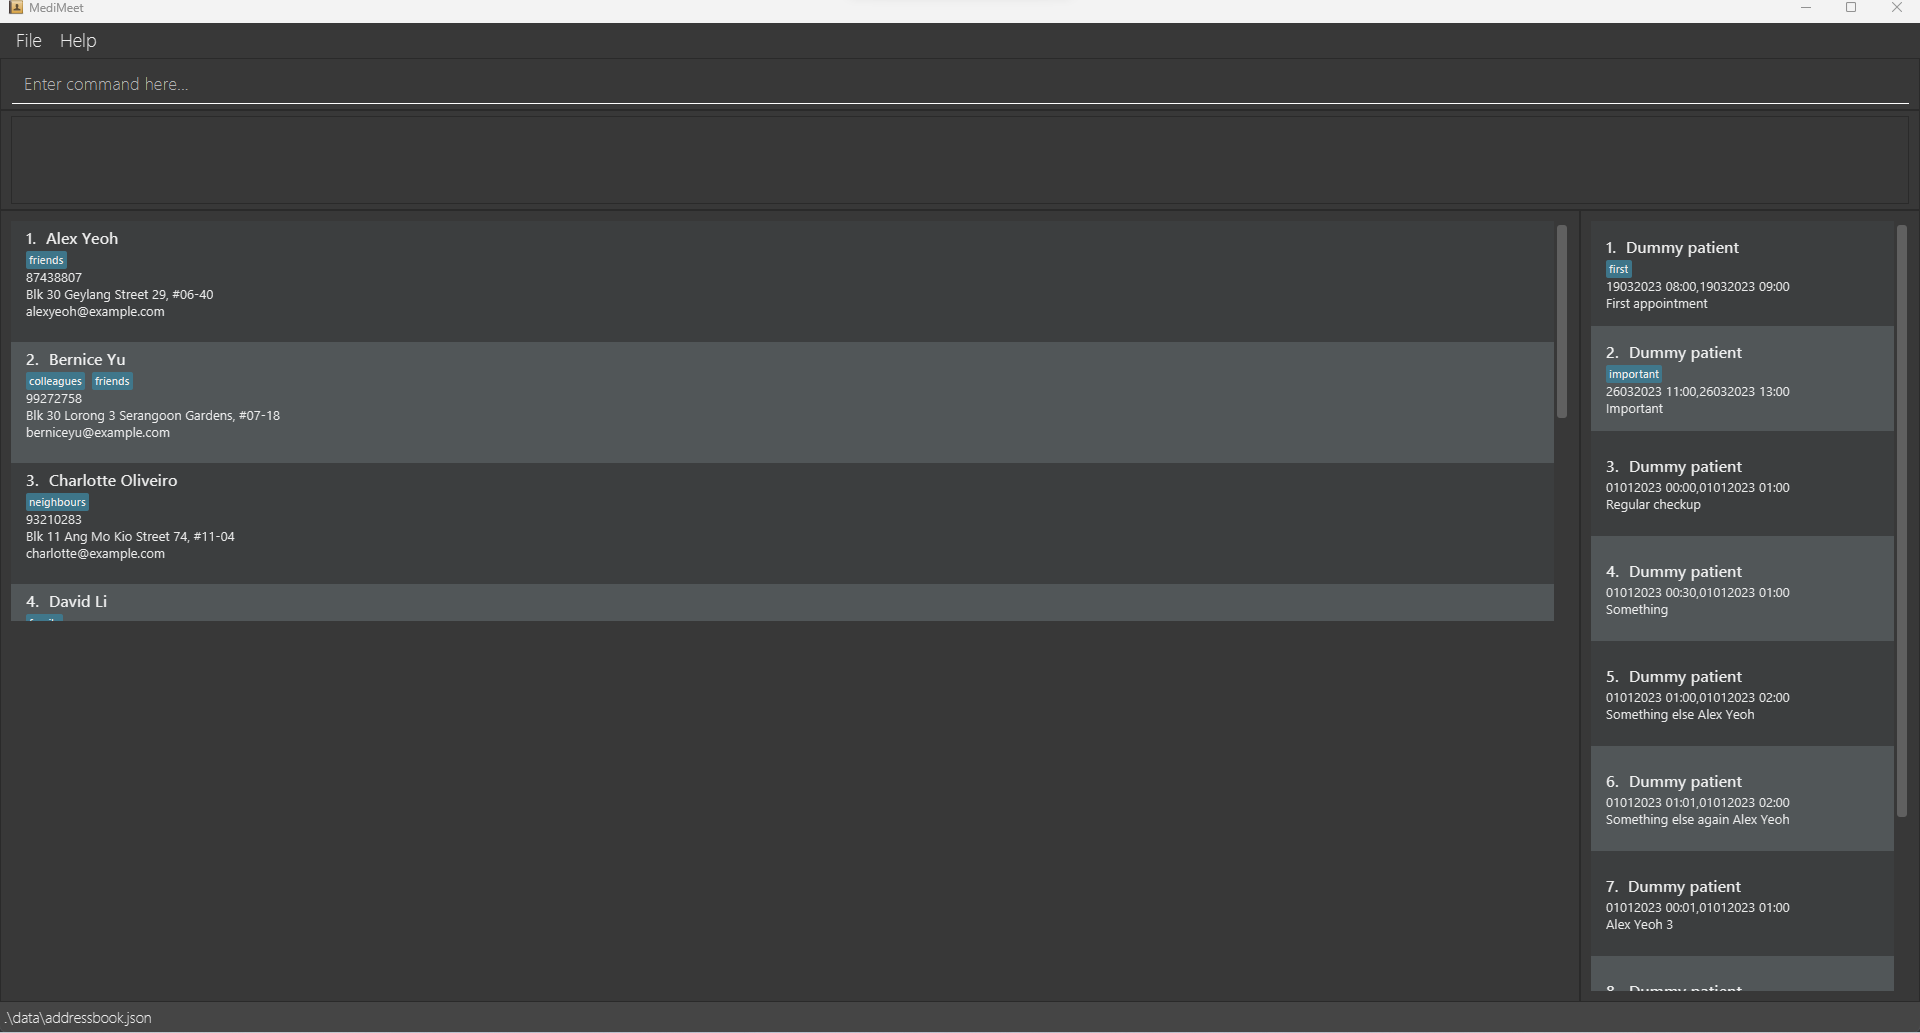 MediMeet
File Help
Enter command here...
1. Alex Yeoh
friends
87438807
Blk 30 Geylang Street 29, #06-40
alexyeoh@example.com
2. Bernice Yu
colleagues friends
99272758
Blk 30 Lorong 3 Serangoon Gardens, #07-18
berniceyu@example.com
3. Charlotte Oliveiro
neighbours
93210283
Blk 11 Ang Mo Kio Street 74, #11-04
charlotte@example.com
4. David Li
1. Dummy patient
first
19032023 08:00,19032023 09:00
First appointment
2. Dummy patient
important
26032023 11:00,26032023 13:00
Important
3. Dummy patient
01012023 00:00,01012023 01:00
Regular checkup
4. Dummy patient
01012023 00:30,01012023 01:00
Something
5. Dummy patient
01012023 01:00,01012023 02:00
Something else Alex Yeoh
6. Dummy patient
01012023 01:01,01012023 02:00
Something else again Alex Yeoh
7. Dummy patient
01012023 00:01,01012023 01:00
Alex Yeoh 3
8. Dummy patient
.\data\addressbook.json